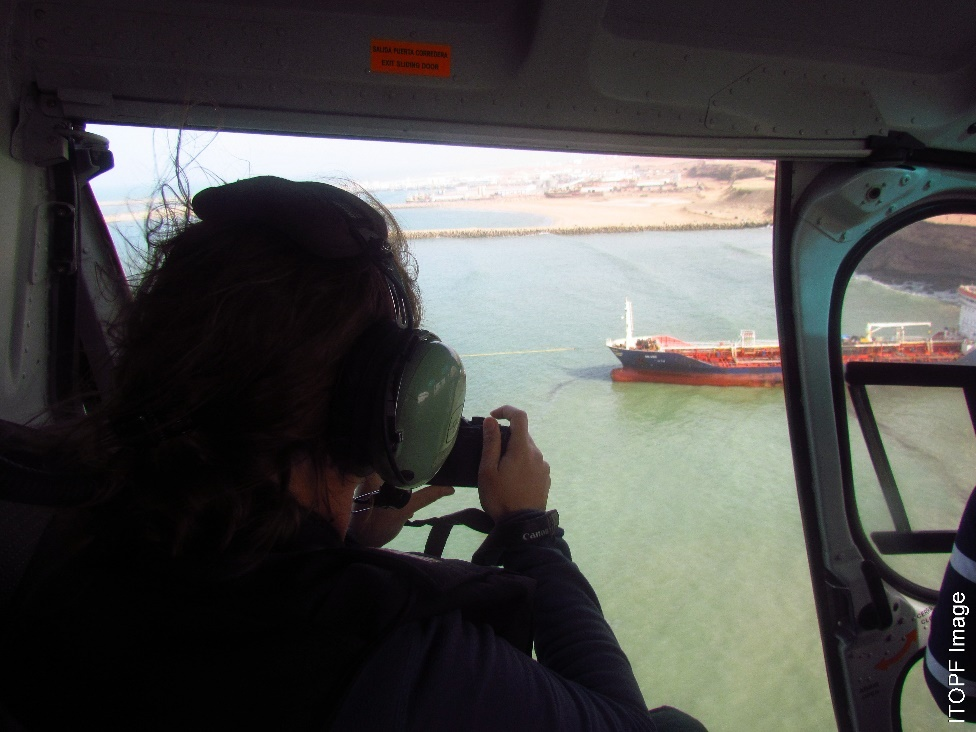 SALIDA PUERTA CORREDERA
EXIT SLIDING DOOR
Canon
ITOPF Image